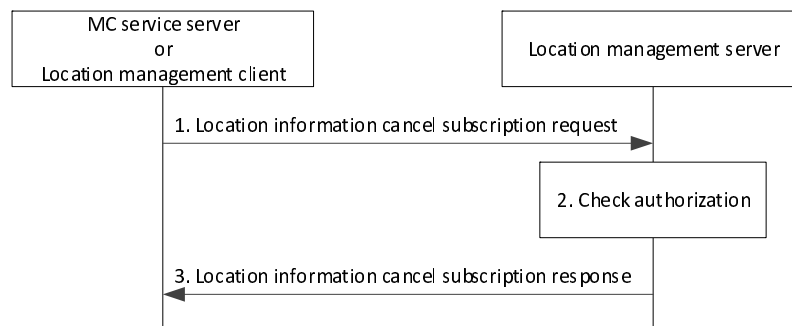 MC service server
or
Location management client
Location management server
1. Location information cancel subscription request
2. Check authorization
3. Location information cancel subscription response